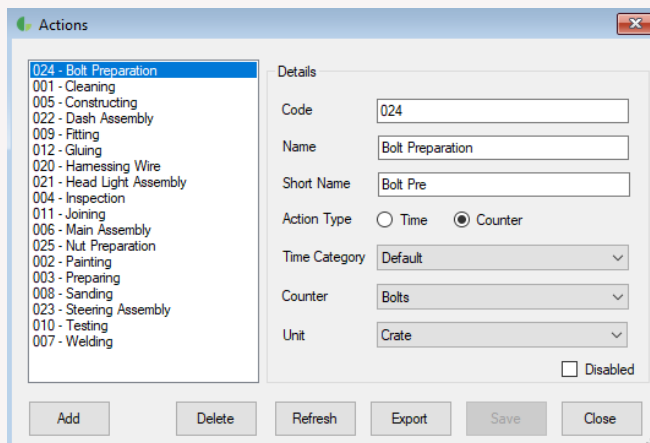 Actions
024 - Bolt Preparation
001 - Cleaning
005 - Constructing
022 - Dash Assembly
009 - Fitting
012 - Gluing
020 - Harnessing Wire
021 - Head Light Assembly
004 - Inspection
011 - Joining
006 - Main Assembly
025 - Nut Preparation
002 - Painting
003 - Preparing
008 - Sanding
023 - Steering Assembly
010 - Testing
007 - Welding
Details
Code 024
Name Bolt Preparation
Short Name Bolt Pre
Action Type Time Counter
Time Category Default
Counter Bolts
Unit Crate
Disabled
Add Delete Refresh Export Save Close